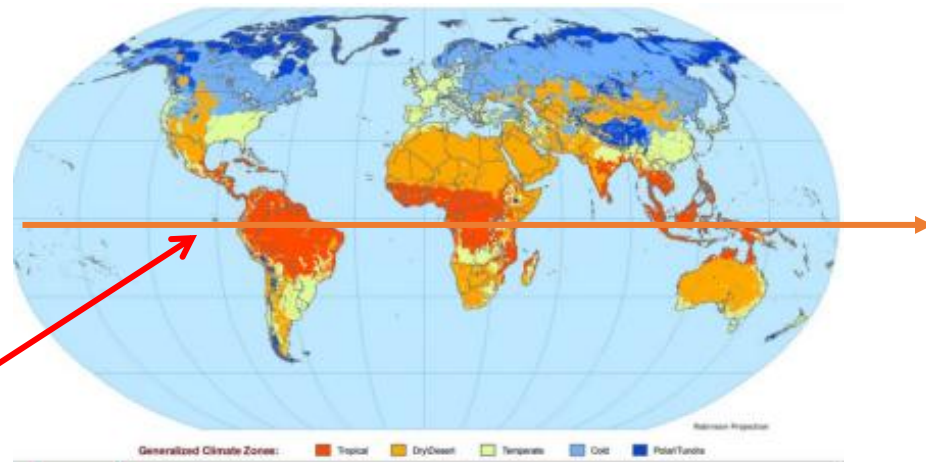 Robinson Projection
Generalized Climate Zones: Tropical Dry/Desert Temperate Cold Polar/Tundra